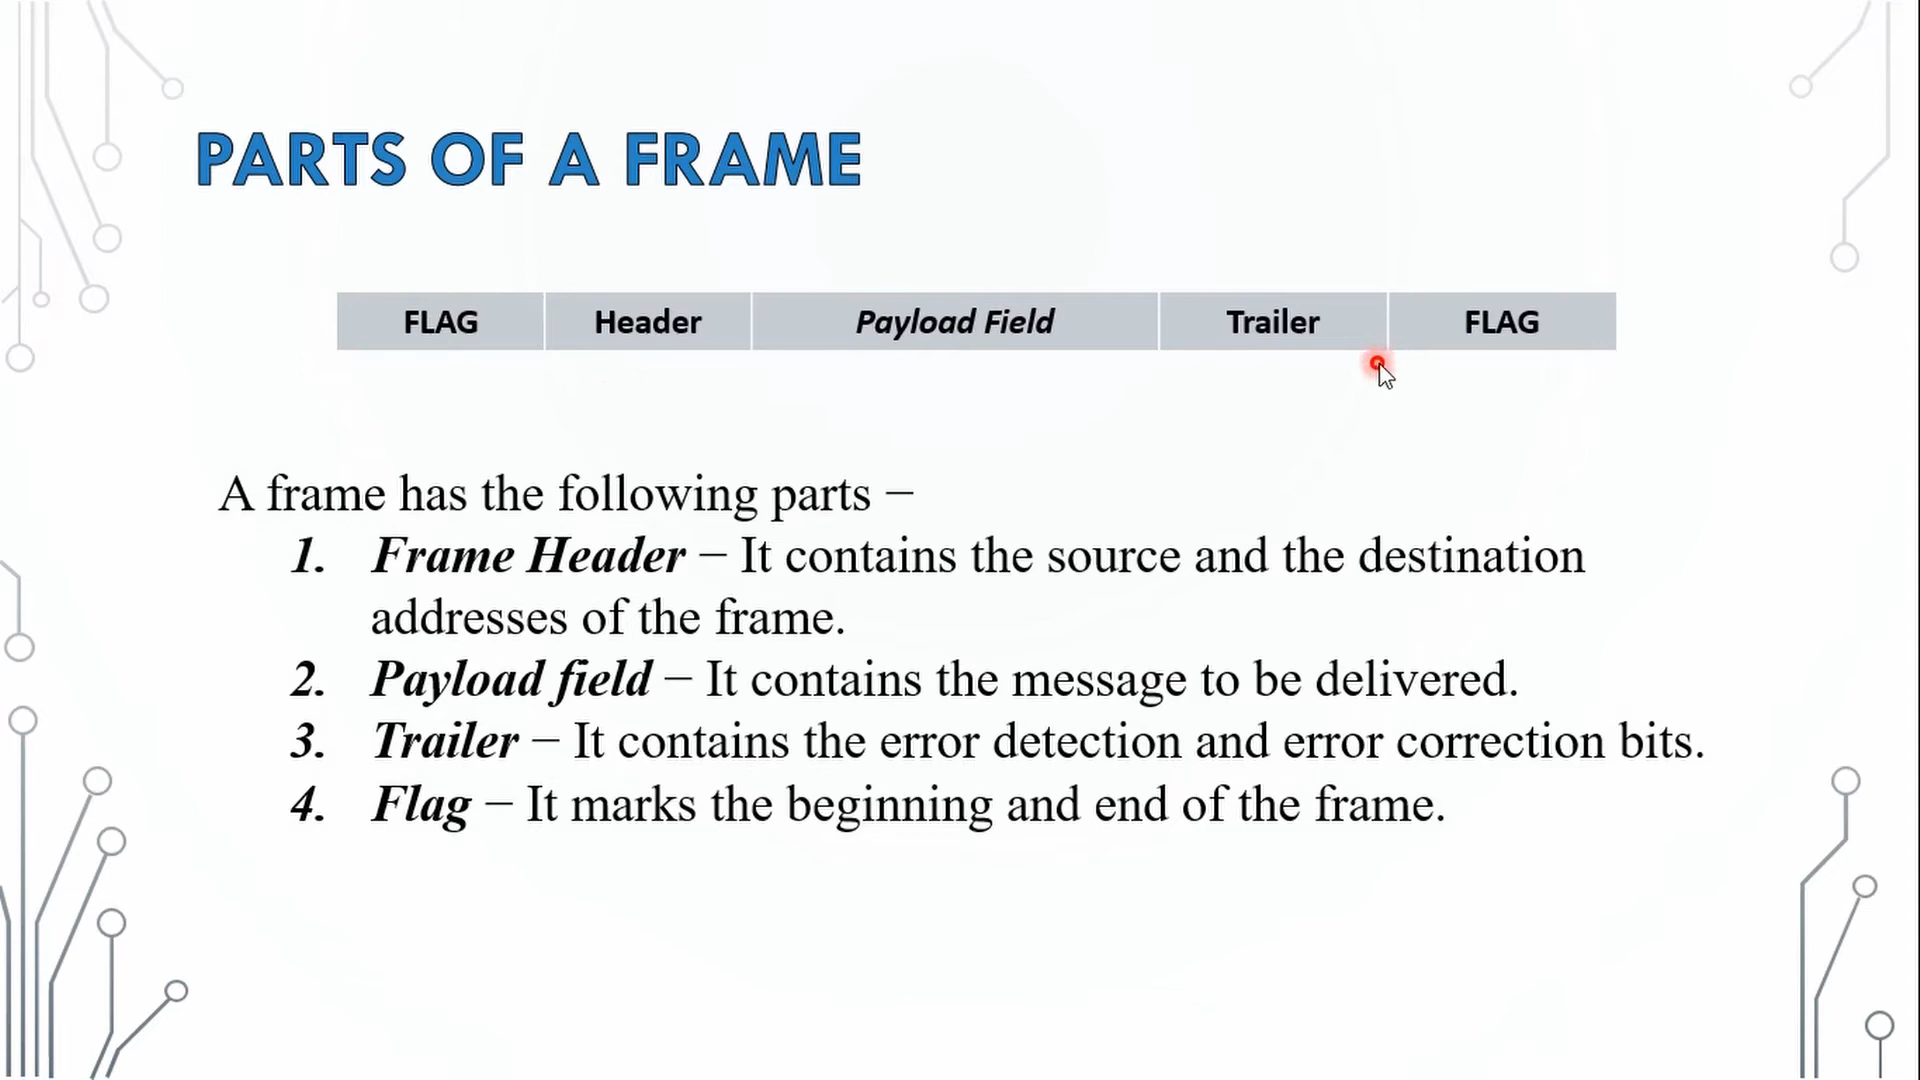 PARTS OF A FRAME
FLAG Header Payload Field Trailer FLAG
A frame has the following parts −
1. Frame Header − It contains the source and the destination
addresses of the frame.
2. Payload field − It contains the message to be delivered.
3. Trailer − It contains the error detection and error correction bits.
4. Flag − It marks the beginning and end of the frame.